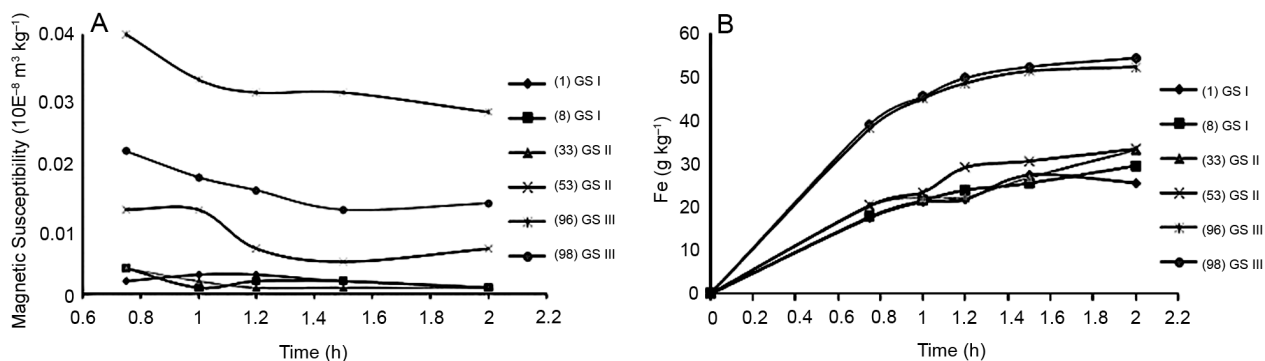 A
Magnetic Susceptibility (10E⁻⁸ m³ kg⁻¹)
0.04
0.03
0.02
0.01
0
0.6 0.8 1 1.2 1.4 1.6 1.8 2 2.2
Time (h)
(1) GS I
(8) GS I
(33) GS II
(53) GS II
(96) GS III
(98) GS III
B
Fe (g kg⁻¹)
60
50
40
30
20
10
0
0 0.2 0.4 0.6 0.8 1 1.2 1.4 1.6 1.8 2 2.2
Time (h)
(1) GS I
(8) GS I
(33) GS II
(53) GS II
(96) GS III
(98) GS III